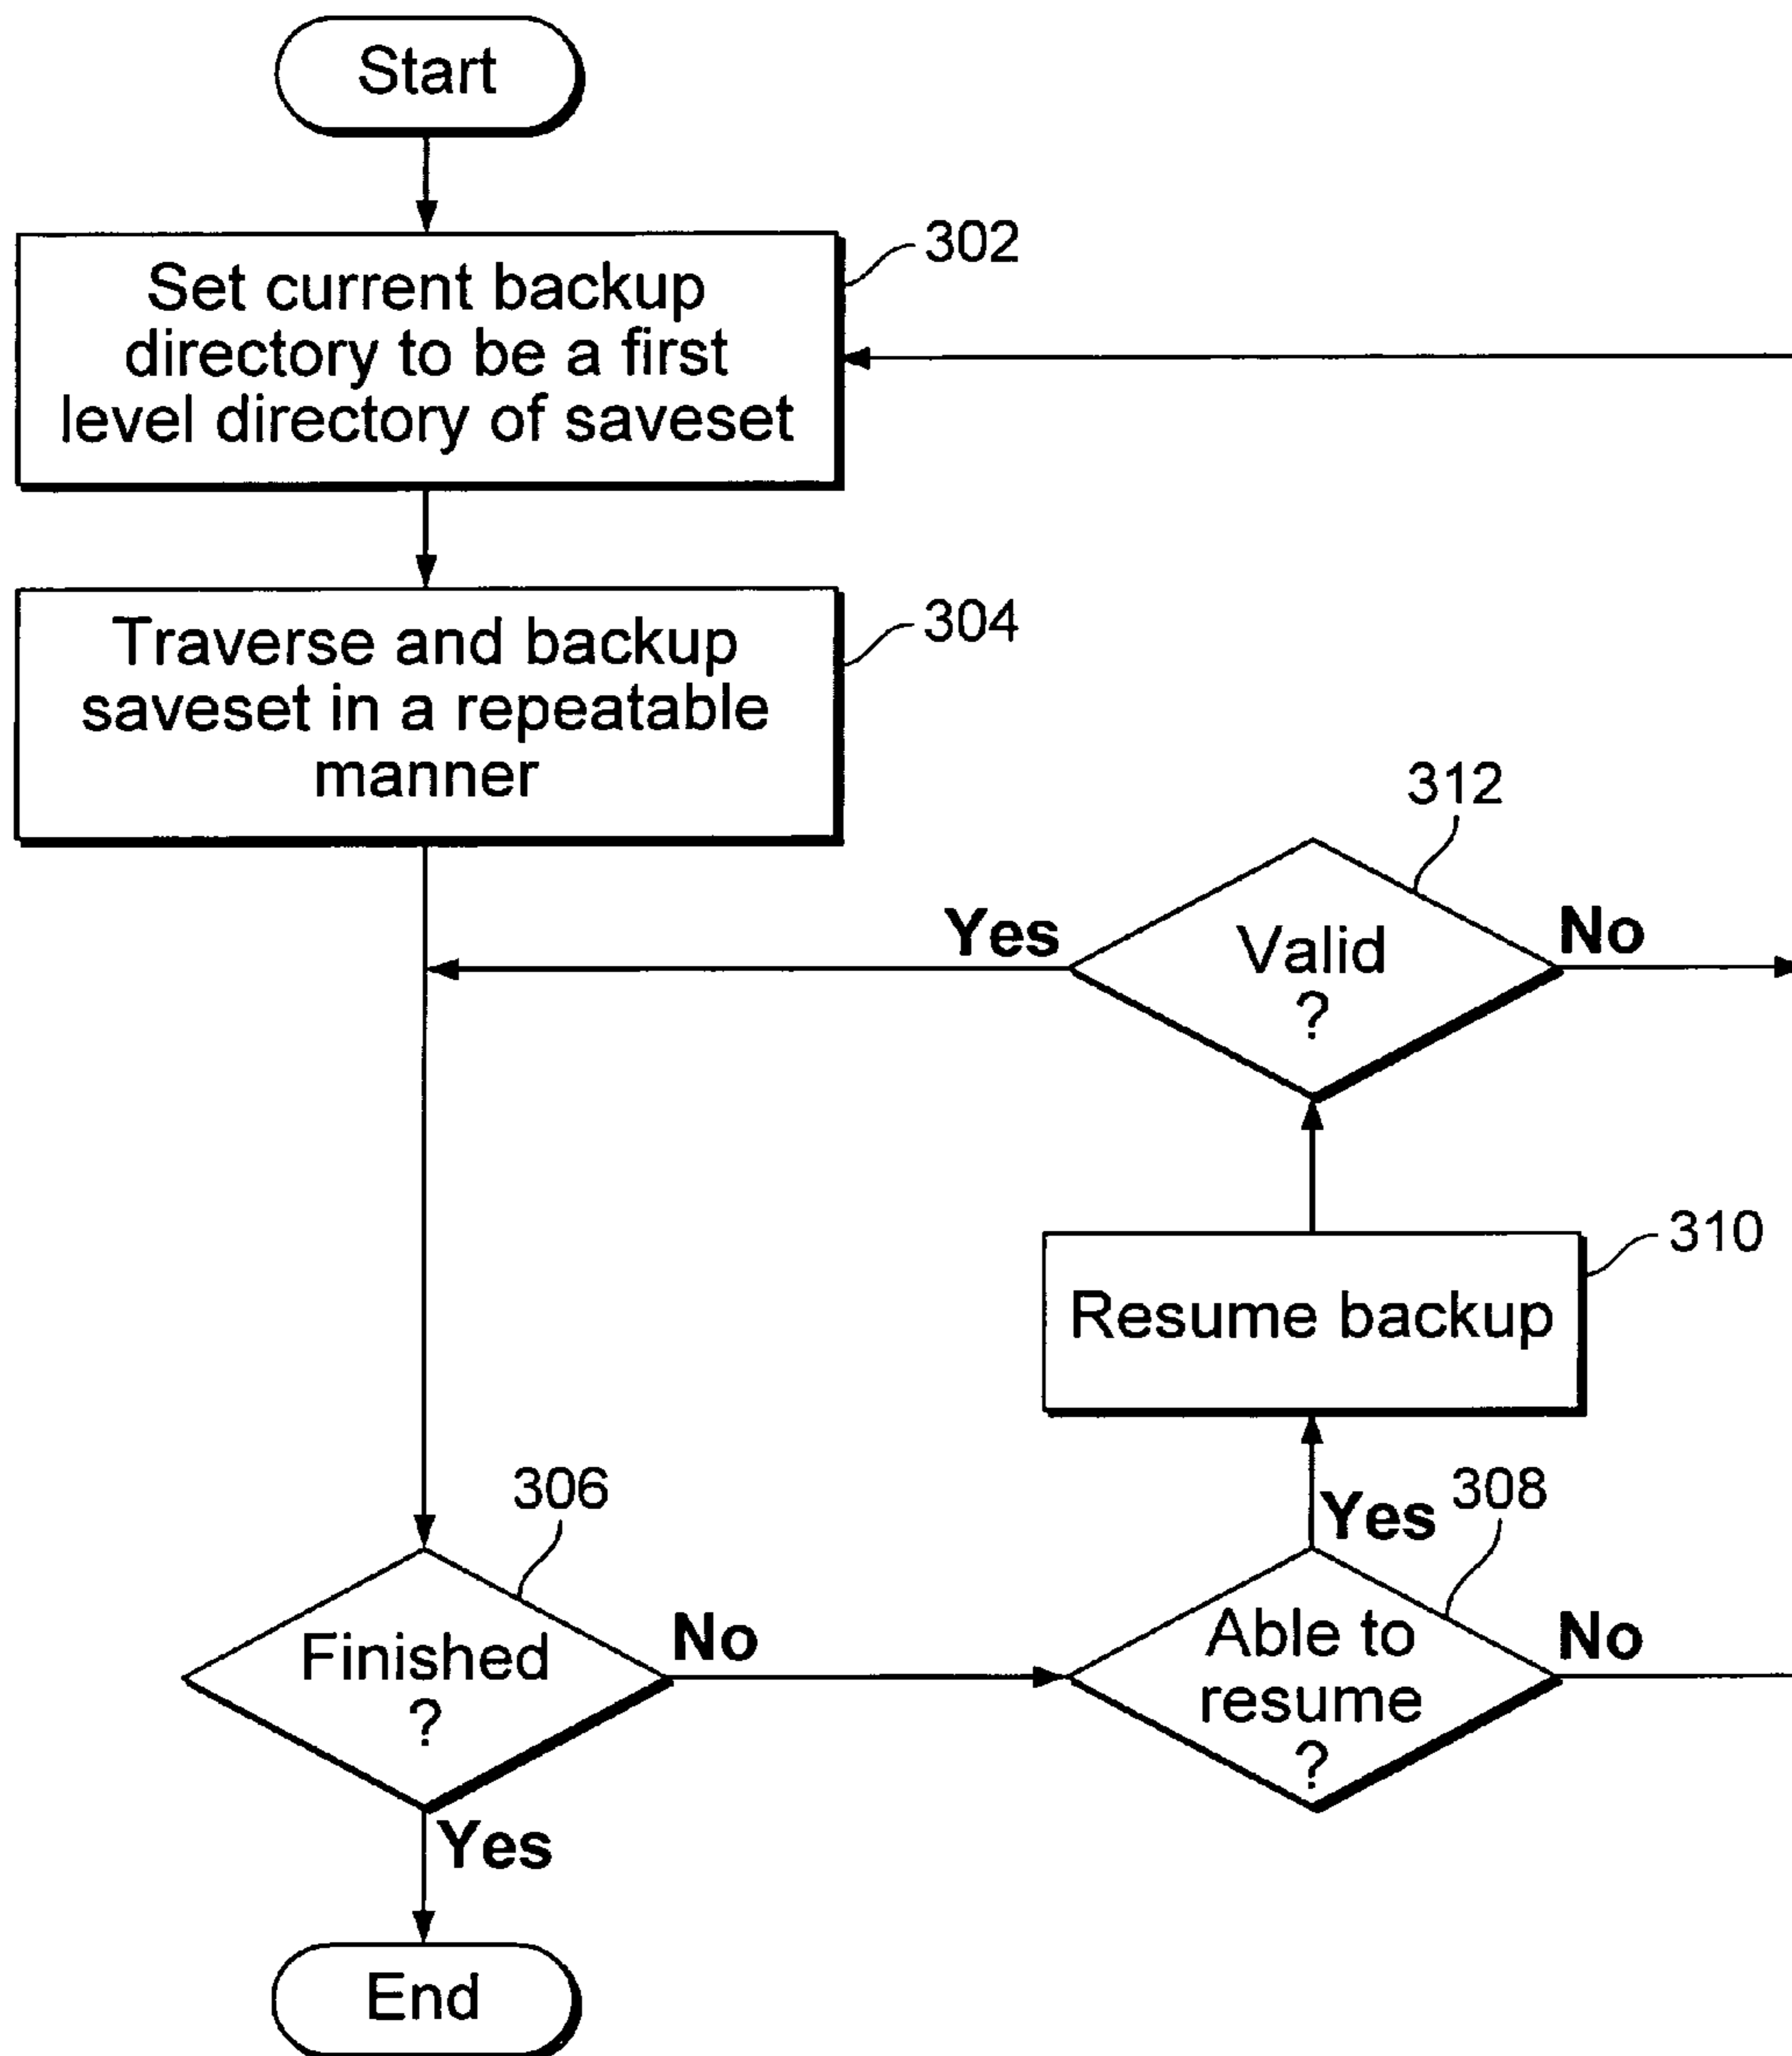 Start
302
Set current backup
directory to be a first
level directory of saveset
304
Traverse and backup
saveset in a repeatable
manner
312
Yes
Valid
?
No
310
Resume backup
306
Yes
308
Finished
?
No
Able to
resume
?
No
Yes
End